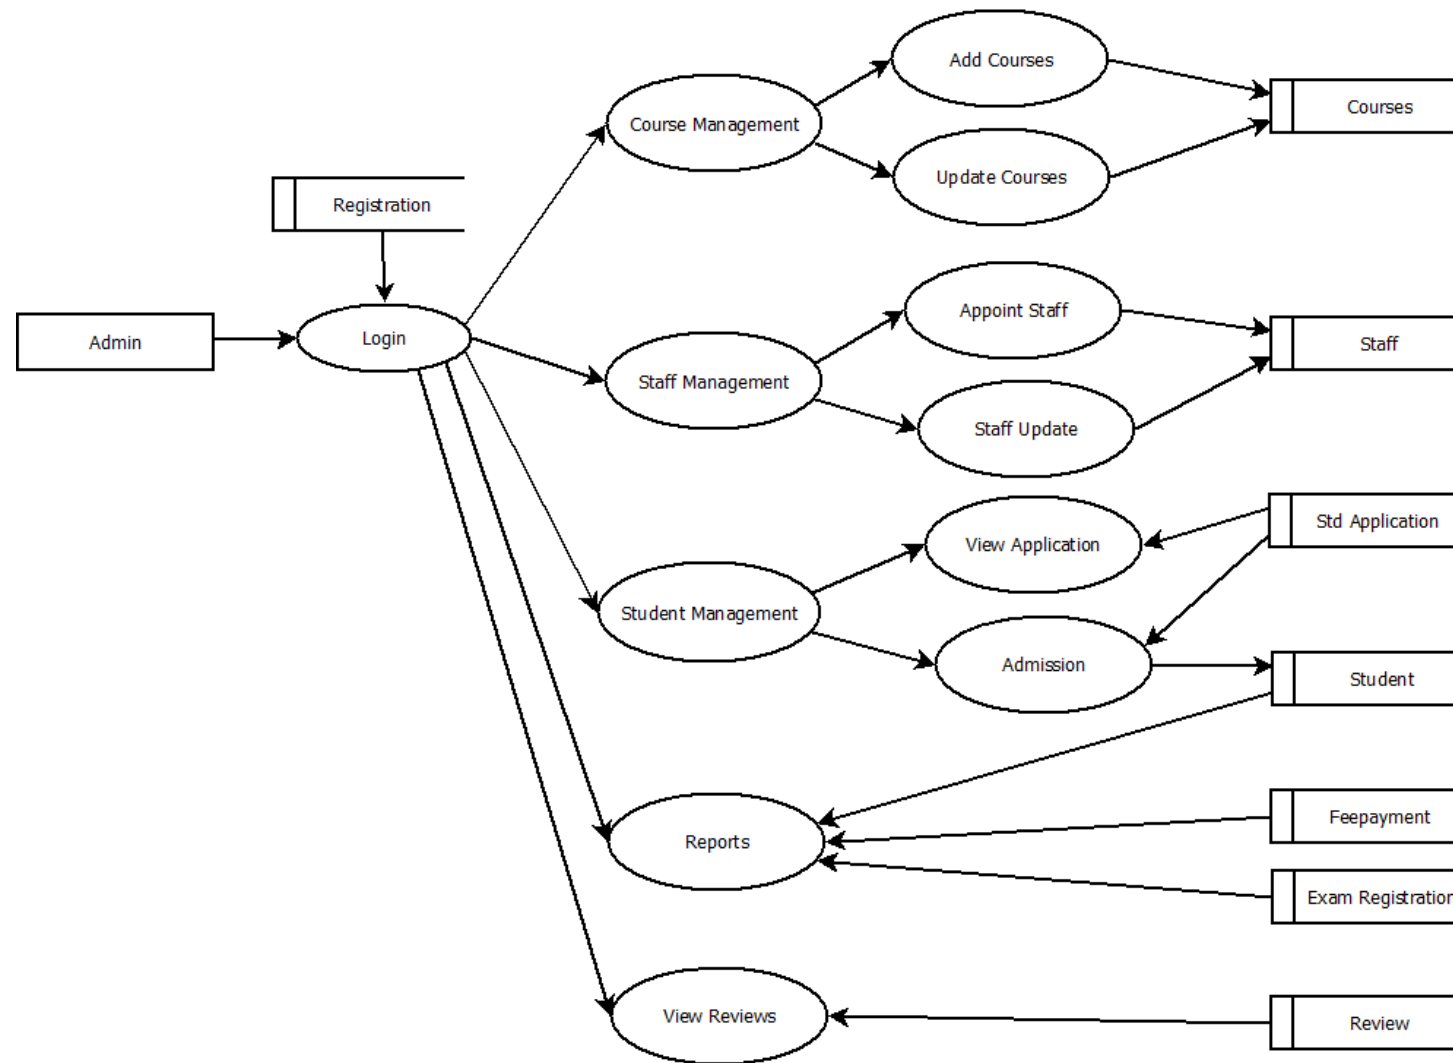 Add Courses
Courses
Course Management
Update Courses
Registration
Appoint Staff
Admin
Login
Staff
Staff Management
Staff Update
Std Application
View Application
Student Management
Admission
Student
Feepayment
Reports
Exam Registration
View Reviews
Review